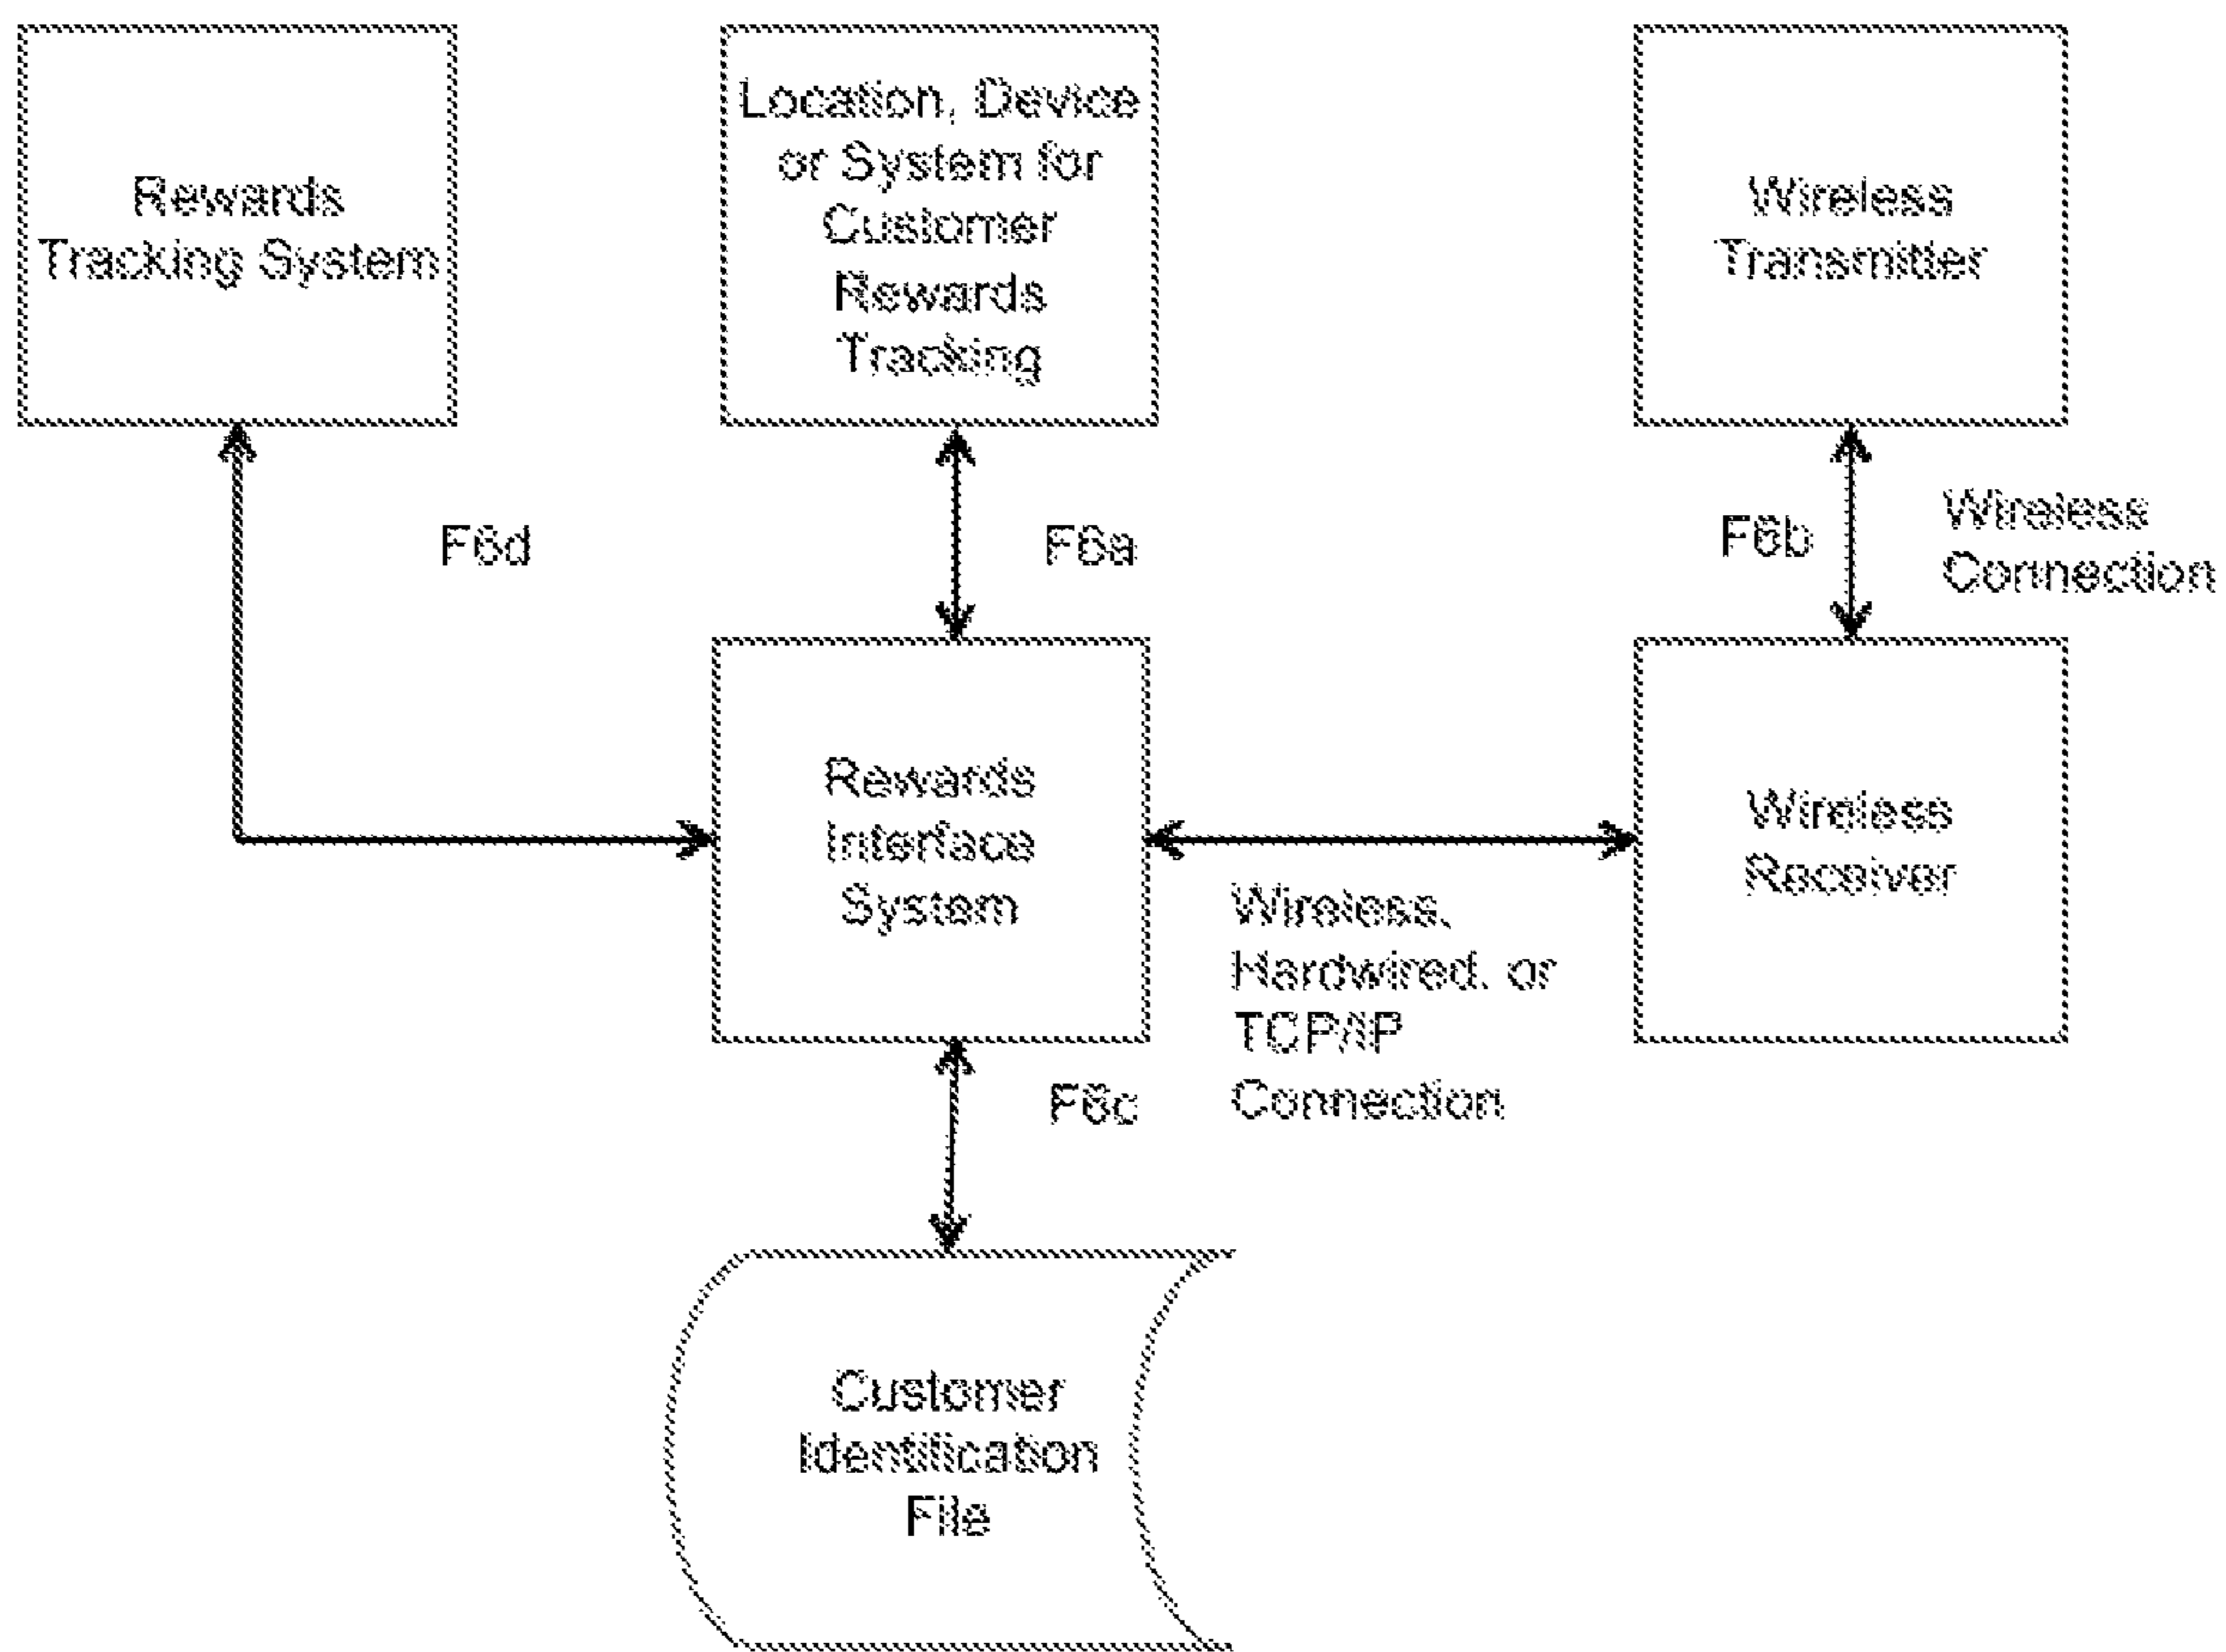 Rewards
Tracking System
Location, Device
or System for
Customer
Rewards
Tracking
Wireless
Transmitter
F6d
F6a
F6b
Wireless
Connection
Rewards
Interface
System
Wireless,
Hardwired, or
TCP/IP
Connection
Wireless
Receiver
F6c
Customer
Identification
File